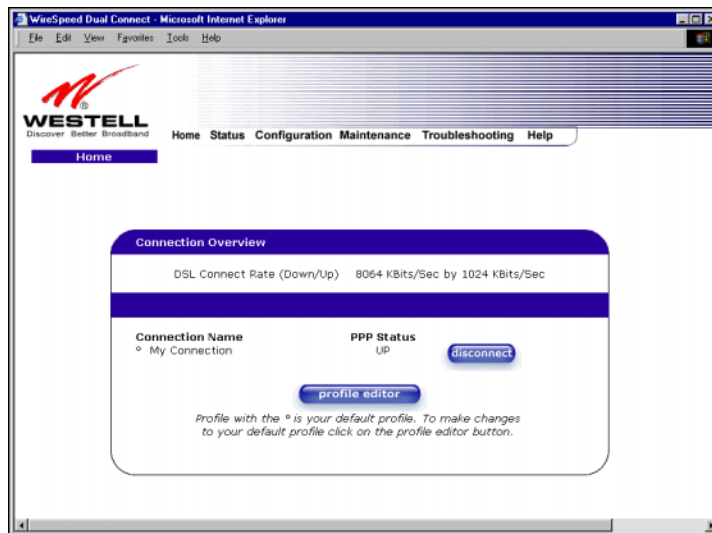 WireSpeed Dual Connect - Microsoft Internet Explorer
File Edit View Favorites Tools Help
®
WESTELL
Discover Better Broadband
Home Status Configuration Maintenance Troubleshooting Help
Home
Connection Overview
DSL Connect Rate (Down/Up) 8064 KBits/Sec by 1024 KBits/Sec
Connection Name PPP Status
° My Connection UP disconnect
profile editor
Profile with the ° is your default profile. To make changes
to your default profile click on the profile editor button.